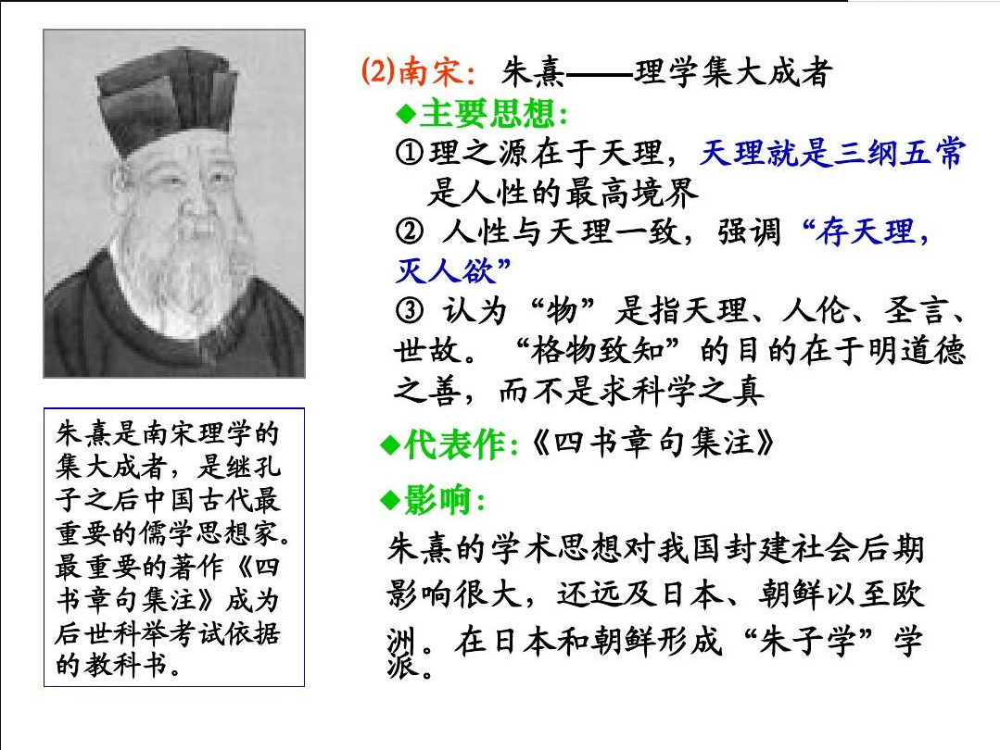 (2)南宋：朱熹——理学集大成者
◆主要思想：
①理之源在于天理，天理就是三纲五常
是人性的最高境界
② 人性与天理一致，强调“存天理，
灭人欲”
③ 认为“物”是指天理、人伦、圣言、
世故。“格物致知”的目的在于明道德
之善，而不是求科学之真
◆代表作：《四书章句集注》
◆影响：
朱熹的学术思想对我国封建社会后期
影响很大，还远及日本、朝鲜以至欧
洲。在日本和朝鲜形成“朱子学”学
派。
朱熹是南宋理学的
集大成者，是继孔
子之后中国古代最
重要的儒学思想家。
最重要的著作《四
书章句集注》成为
后世科举考试依据
的教科书。